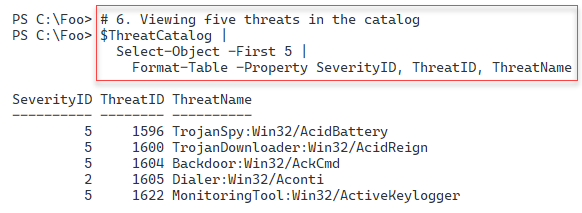 PS C:\Foo> # 6. Viewing five threats in the catalog
PS C:\Foo> $ThreatCatalog |
Select-Object -First 5 |
Format-Table -Property SeverityID, ThreatID, ThreatName
SeverityID ThreatID ThreatName
---------- -------- ----------
5 1596 TrojanSpy:Win32/AcidBattery
5 1600 TrojanDownloader:Win32/AcidReign
5 1604 Backdoor:Win32/AckCmd
2 1605 Dialer:Win32/Aconti
5 1622 MonitoringTool:Win32/ActiveKeylogger